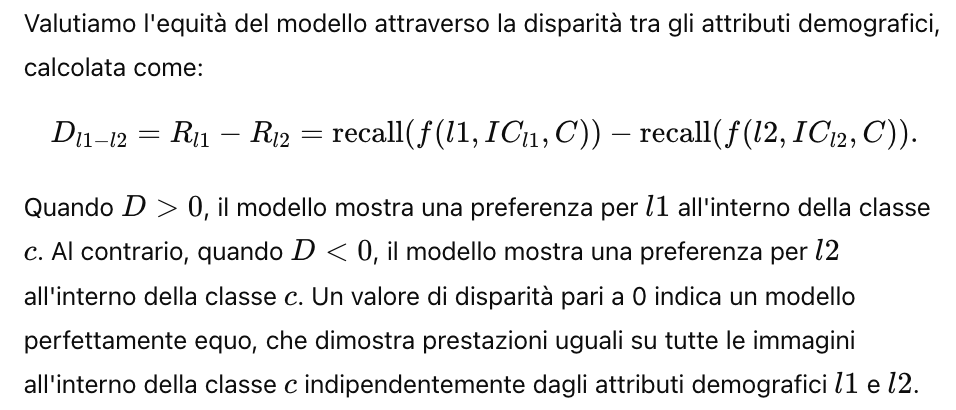 Valutiamo l'equità del modello attraverso la disparità tra gli attributi demografici,
calcolata come:
D_{l1−l2} = R_{l1} − R_{l2} = recall(f(l1, IC_{l1}, C)) − recall(f(l2, IC_{l2}, C)).
Quando D > 0, il modello mostra una preferenza per l1 all'interno della classe
c. Al contrario, quando D < 0, il modello mostra una preferenza per l2
all'interno della classe c. Un valore di disparità pari a 0 indica un modello
perfettamente equo, che dimostra prestazioni uguali su tutte le immagini
all'interno della classe c indipendentemente dagli attributi demografici l1 e l2.